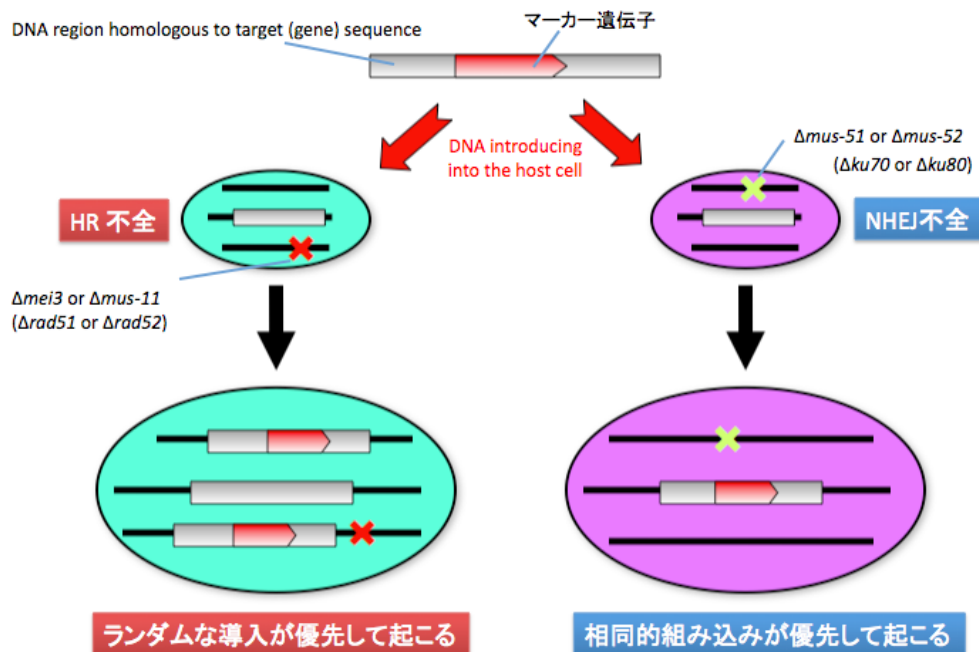 DNA region homologous to target (gene) sequence
マーカー遺伝子
DNA introducing
into the host cell
Δmus-51 or Δmus-52
(Δku70 or Δku80)
HR 不全
NHEJ不全
Δmei3 or Δmus-11
(Δrad51 or Δrad52)
ランダムな導入が優先して起こる
相同的組み込みが優先して起こる